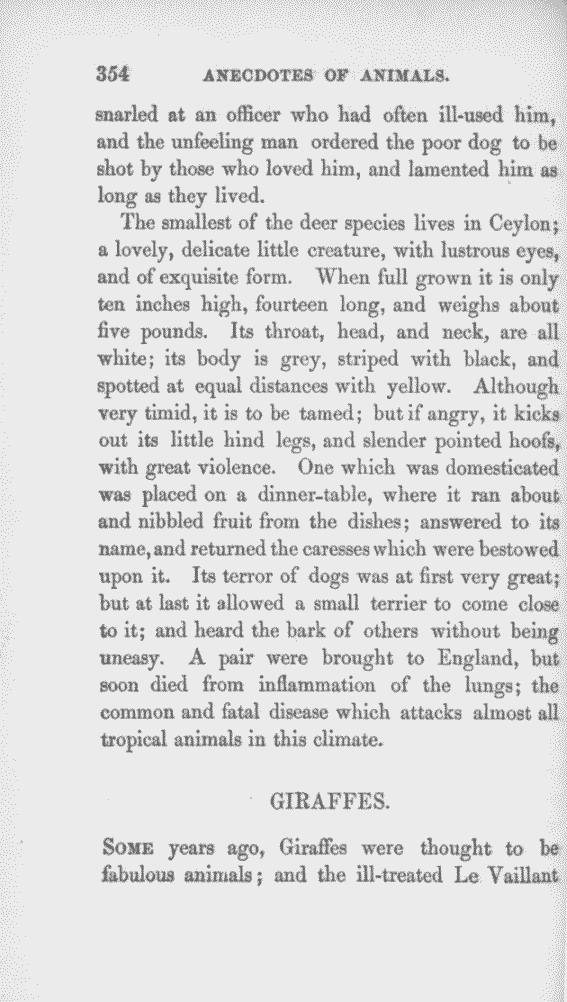 354 ANECDOTES OF ANIMALS.
snarled at an officer who had often ill-used him,
and the unfeeling man ordered the poor dog to be
shot by those who loved him, and lamented him as
long as they lived.
The smallest of the deer species lives in Ceylon;
a lovely, delicate little creature, with lustrous eyes,
and of exquisite form. When full grown it is only
ten inches high, fourteen long, and weighs about
five pounds. Its throat, head, and neck, are all
white; its body is grey, striped with black, and
spotted at equal distances with yellow. Although
very timid, it is to be tamed; but if angry, it kicks
out its little hind legs, and slender pointed hoofs,
with great violence. One which was domesticated
was placed on a dinner-table, where it ran about
and nibbled fruit from the dishes; answered to its
name, and returned the caresses which were bestowed
upon it. Its terror of dogs was at first very great;
but at last it allowed a small terrier to come close
to it; and heard the bark of others without being
uneasy. A pair were brought to England, but
soon died from inflammation of the lungs; the
common and fatal disease which attacks almost all
tropical animals in this climate.
GIRAFFES.
SOME years ago, Giraffes were thought to be
fabulous animals; and the ill-treated Le Vaillant